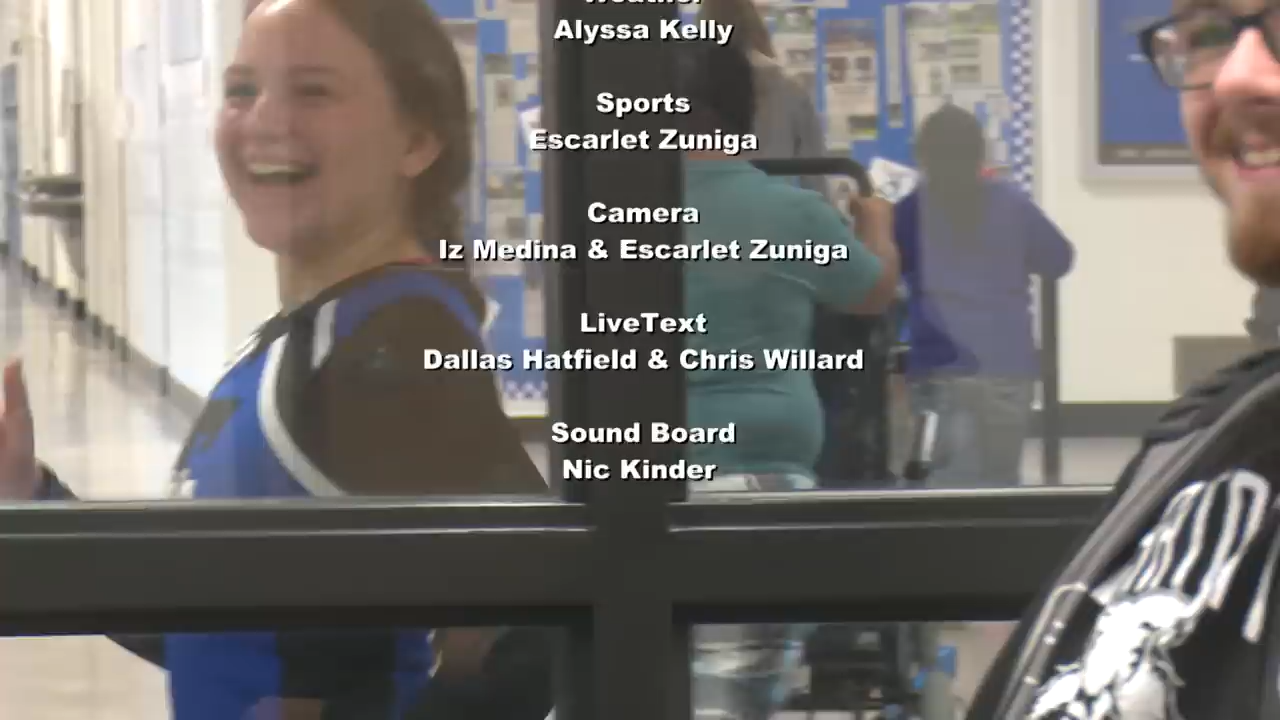 Weather
Alyssa Kelly
Sports
Escarlet Zuniga
Camera
Iz Medina & Escarlet Zuniga
LiveText
Dallas Hatfield & Chris Willard
Sound Board
Nic Kinder